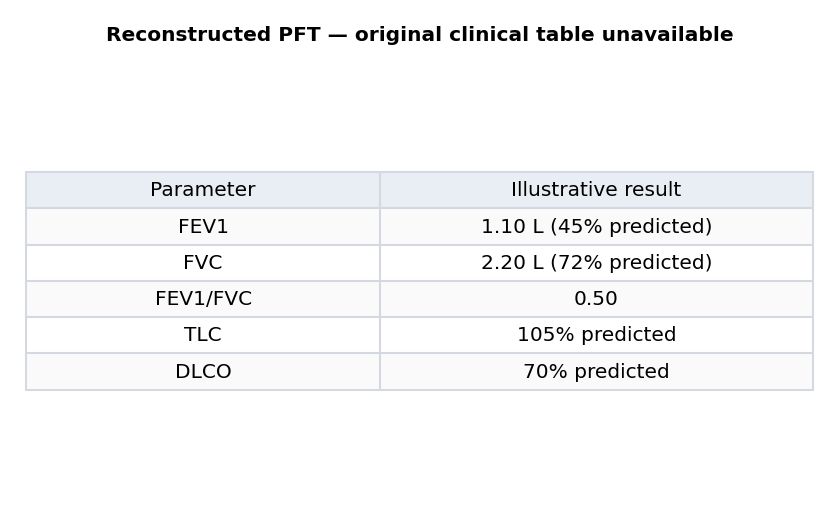 Reconstructed PFT — original clinical table unavailable
Parameter Illustrative result
FEV1 1.10 L (45% predicted)
FVC 2.20 L (72% predicted)
FEV1/FVC 0.50
TLC 105% predicted
DLCO 70% predicted